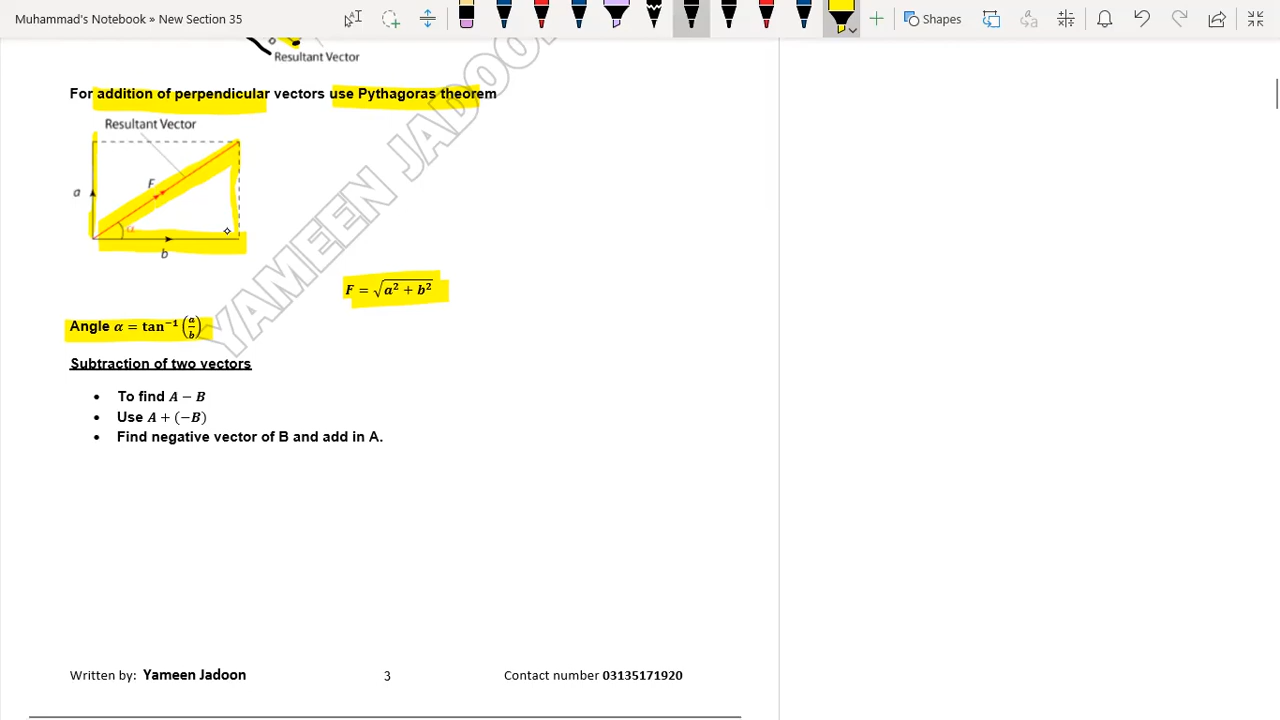 Muhammad's Notebook » New Section 35
Shapes
Resultant Vector
For addition of perpendicular vectors use Pythagoras theorem
Resultant Vector
F
a
α
b
YAMEEN JADOON
F = √a² + b²
Angle α = tan⁻¹ (a/b)
Subtraction of two vectors
• To find A − B
• Use A + (−B)
• Find negative vector of B and add in A.
Written by: Yameen Jadoon 3 Contact number 03135171920